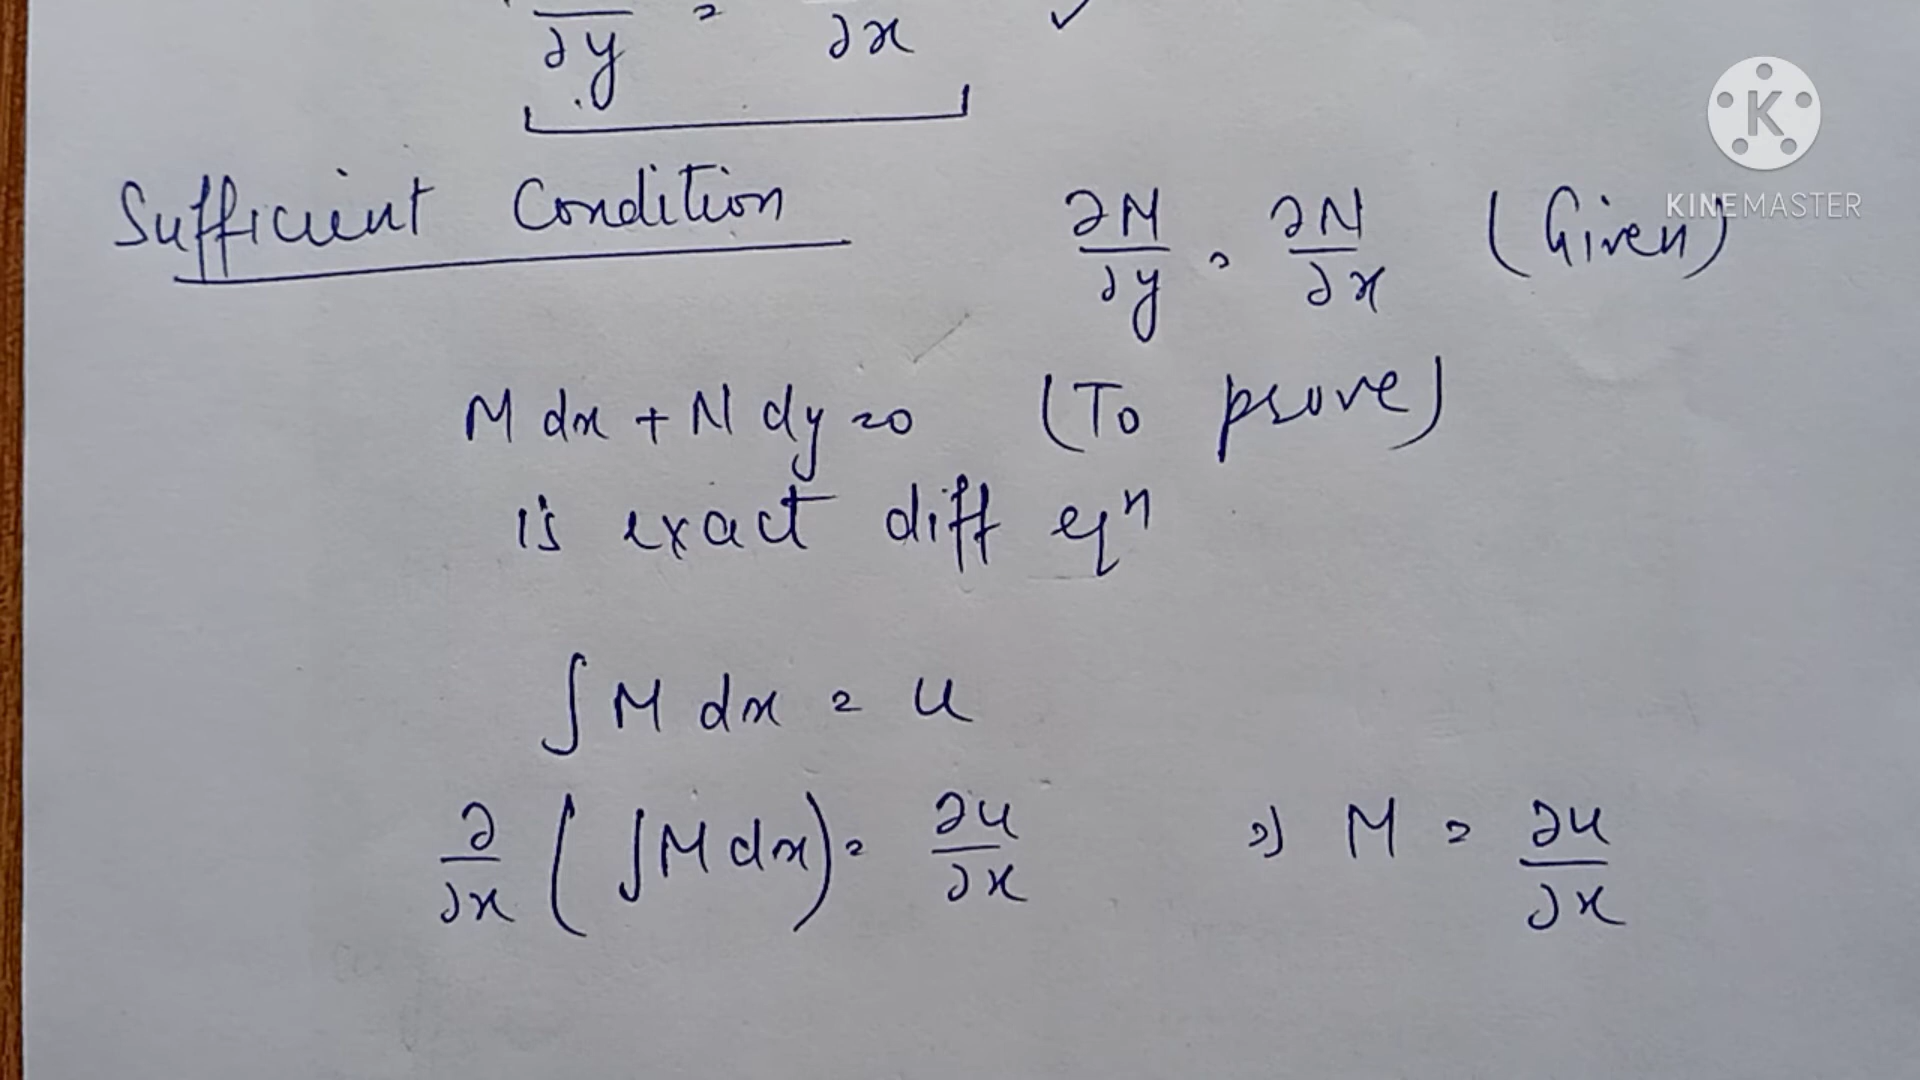 ∂y = ∂x ✓
K
KINEMASTER
Sufficient Condition ∂M/∂y = ∂N/∂x (Given)
M dx + N dy = 0 (To prove)
is exact diff eqⁿ
∫ M dx = u
∂/∂x ( ∫ M dx ) = ∂u/∂x ⇒ M = ∂u/∂x